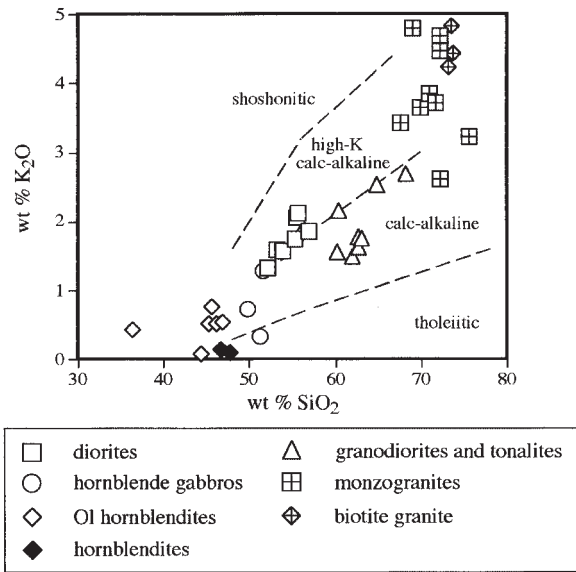 5
4
3
2
1
0
wt % K₂O
shoshonitic
high-K
calc-alkaline
calc-alkaline
tholeiitic
30 40 50 60 70 80
wt % SiO₂
diorites
granodiorites and tonalites
hornblende gabbros
monzogranites
Ol hornblendites
biotite granite
hornblendites